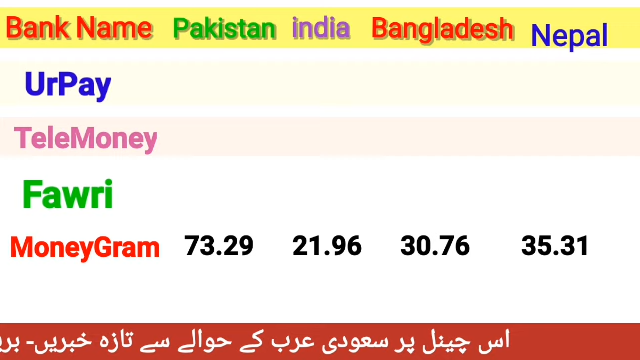 Bank Name Pakistan india Bangladesh Nepal
UrPay
TeleMoney
Fawri
MoneyGram 73.29 21.96 30.76 35.31
اس چینل پر سعودی عرب کے حوالے سے تازہ خبریں-